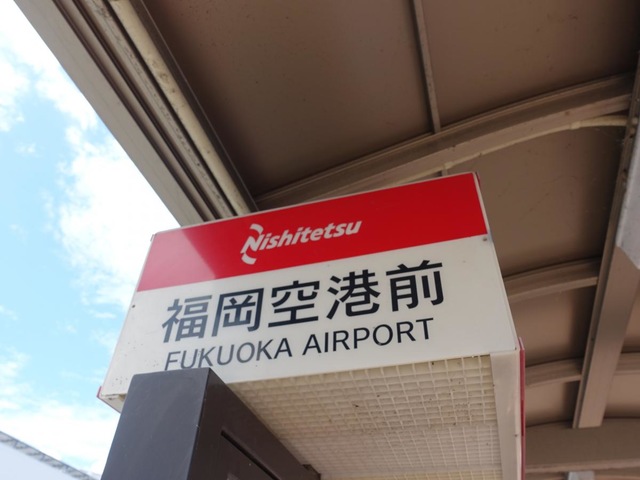 Nishitetsu
福岡空港前
FUKUOKA AIRPORT